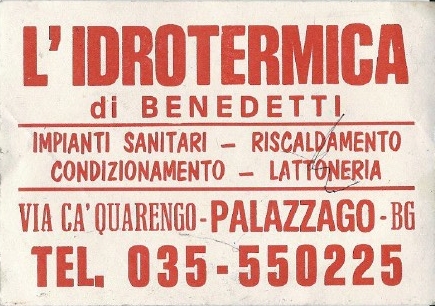 L'IDROTERMICA
di BENEDETTI
IMPIANTI SANITARI - RISCALDAMENTO
CONDIZIONAMENTO - LATTONERIA
VIA CA' QUARENGO - PALAZZAGO - BG
TEL. 035 - 550225